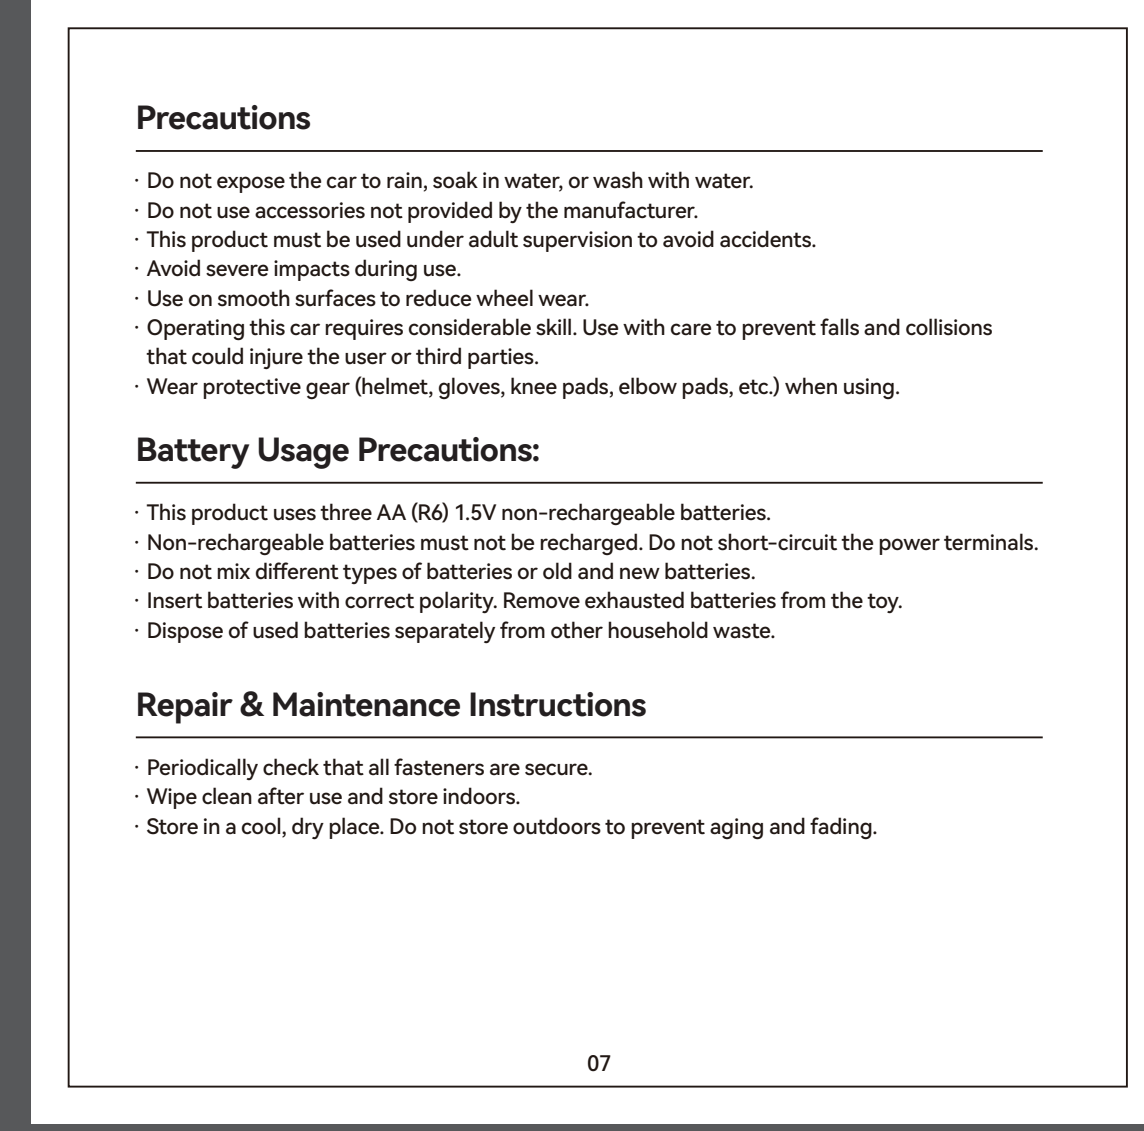 Precautions
· Do not expose the car to rain, soak in water, or wash with water.
· Do not use accessories not provided by the manufacturer.
· This product must be used under adult supervision to avoid accidents.
· Avoid severe impacts during use.
· Use on smooth surfaces to reduce wheel wear.
· Operating this car requires considerable skill. Use with care to prevent falls and collisions
that could injure the user or third parties.
· Wear protective gear (helmet, gloves, knee pads, elbow pads, etc.) when using.
Battery Usage Precautions:
· This product uses three AA (R6) 1.5V non-rechargeable batteries.
· Non-rechargeable batteries must not be recharged. Do not short-circuit the power terminals.
· Do not mix different types of batteries or old and new batteries.
· Insert batteries with correct polarity. Remove exhausted batteries from the toy.
· Dispose of used batteries separately from other household waste.
Repair & Maintenance Instructions
· Periodically check that all fasteners are secure.
· Wipe clean after use and store indoors.
· Store in a cool, dry place. Do not store outdoors to prevent aging and fading.
07